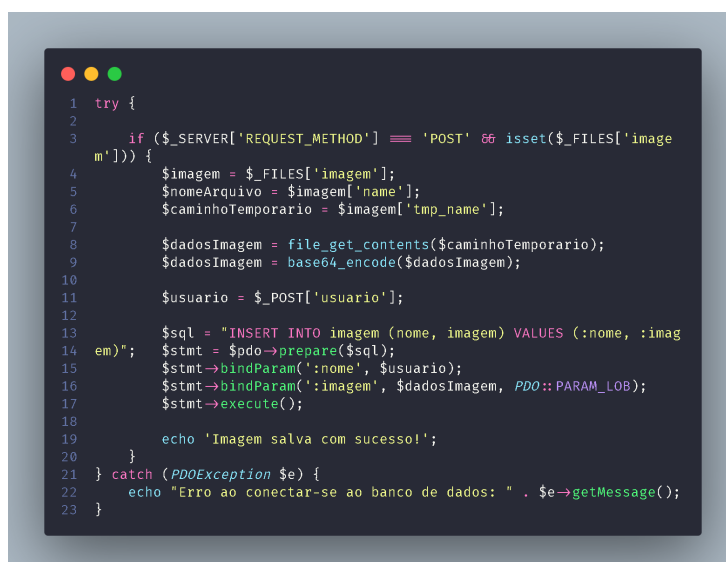 1 try {
2
3 if ($_SERVER['REQUEST_METHOD'] === 'POST' && isset($_FILES['image
m'])) {
4 $imagem = $_FILES['imagem'];
5 $nomeArquivo = $imagem['name'];
6 $caminhoTemporario = $imagem['tmp_name'];
7
8 $dadosImagem = file_get_contents($caminhoTemporario);
9 $dadosImagem = base64_encode($dadosImagem);
10
11 $usuario = $_POST['usuario'];
12
13 $sql = "INSERT INTO imagem (nome, imagem) VALUES (:nome, :imag
14 em)"; $stmt = $pdo->prepare($sql);
15 $stmt->bindParam(':nome', $usuario);
16 $stmt->bindParam(':imagem', $dadosImagem, PDO::PARAM_LOB);
17 $stmt->execute();
18
19 echo 'Imagem salva com sucesso!';
20 }
21 } catch (PDOException $e) {
22 echo "Erro ao conectar-se ao banco de dados: " . $e->getMessage();
23 }